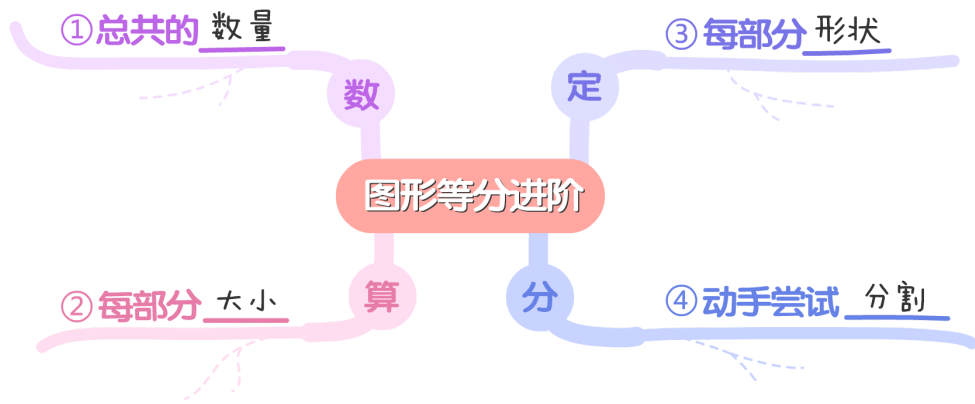 ①总共的 数量
数
③每部分 形状
定
图形等分进阶
②每部分 大小
算
④动手尝试 分割
分